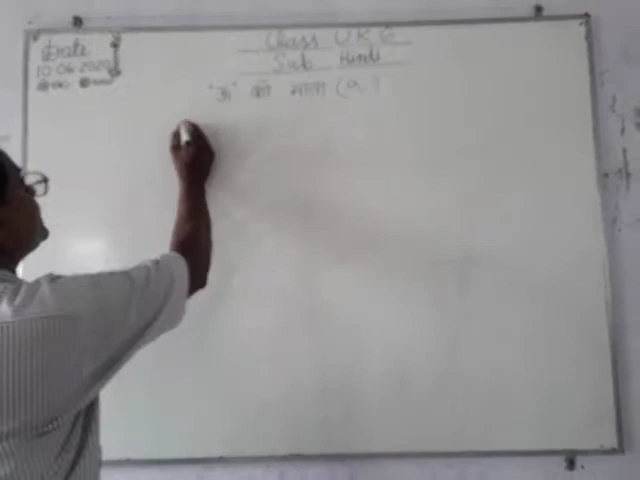 Class U K G
Date
Sub Hindi
10-06-2020
"ऊ" की मात्रा ( ू )